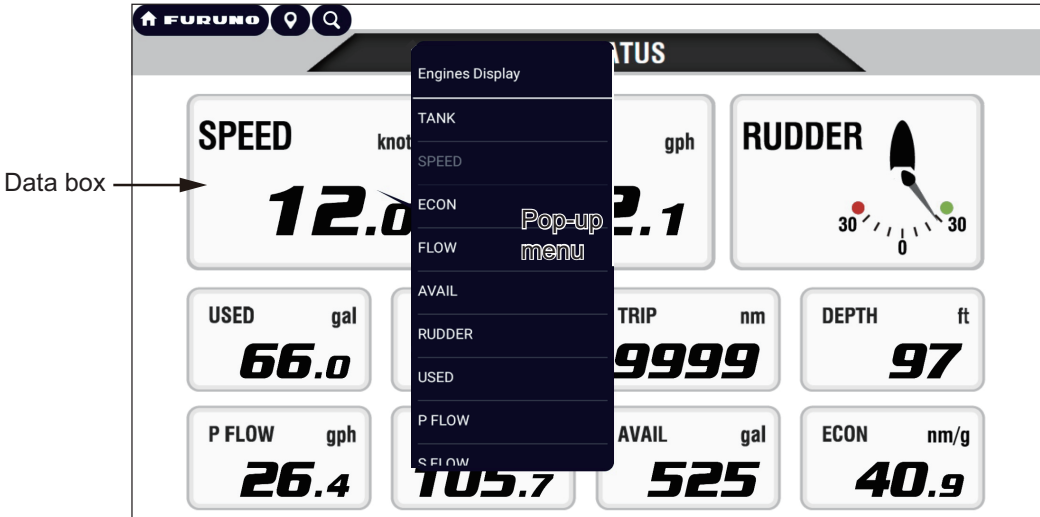 FURUNO
ATUS
Engines Display
TANK
SPEED
ECON
FLOW
AVAIL
RUDDER
USED
P FLOW
S FLOW
Pop-up
menu
Data box
SPEED knot
12.0
gph
2.1
RUDDER
30 0 30
USED gal
66.0
TRIP nm
9999
DEPTH ft
97
P FLOW gph
26.4
105.7
AVAIL gal
525
ECON nm/g
40.9